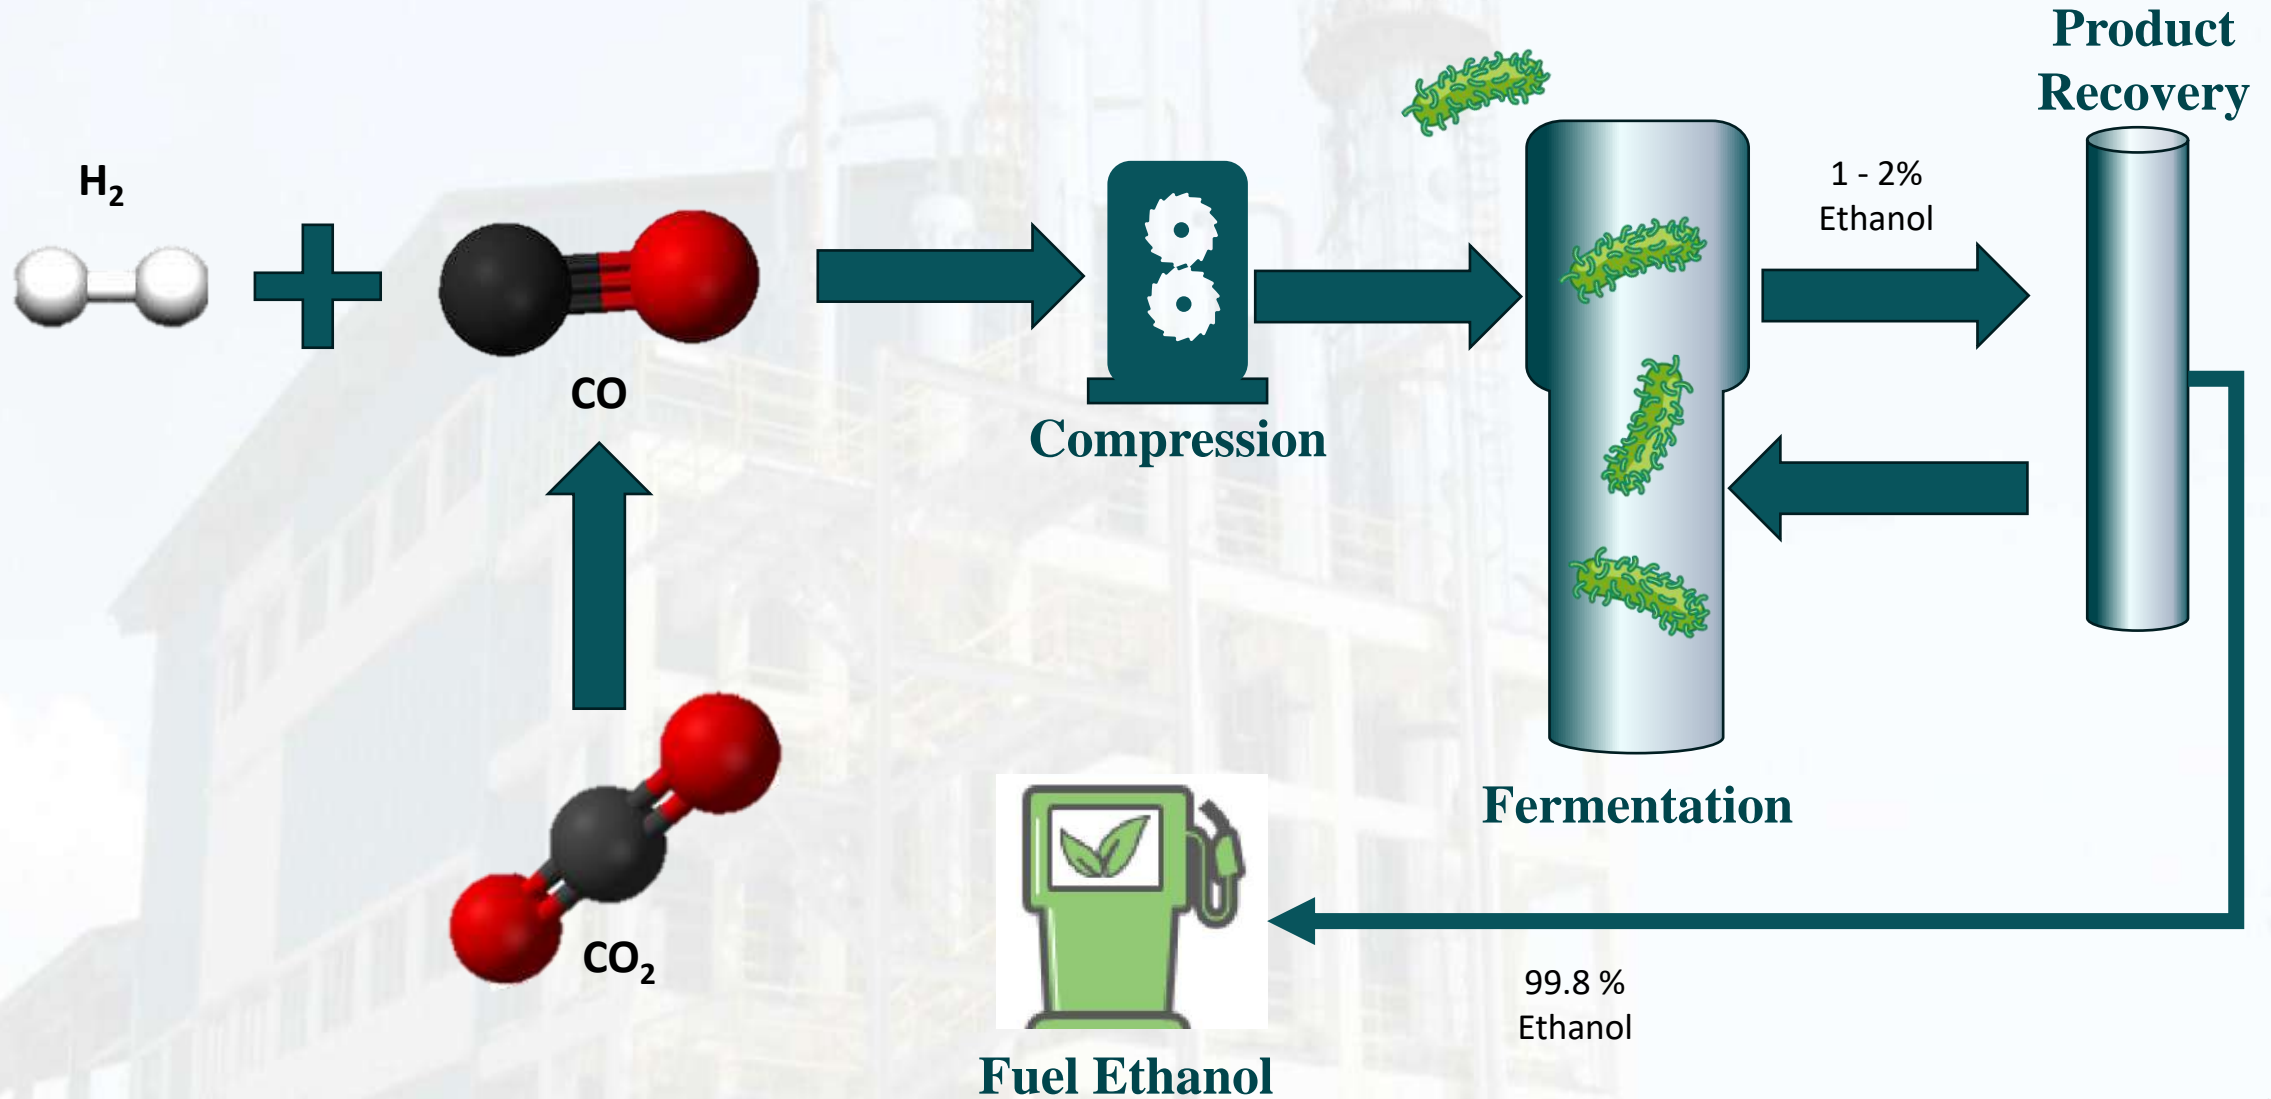 H₂
CO
CO₂
Compression
Fermentation
1 - 2%
Ethanol
Product
Recovery
99.8 %
Ethanol
Fuel Ethanol